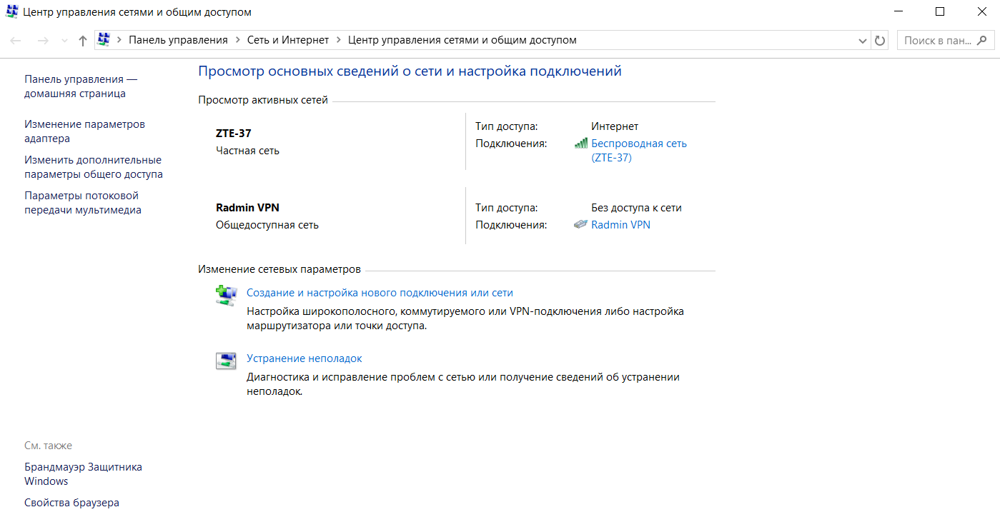 Центр управления сетями и общим доступом
Панель управления
Сеть и Интернет
Центр управления сетями и общим доступом
Поиск в пан...
Панель управления —
домашняя страница
Изменение параметров
адаптера
Изменить дополнительные
параметры общего доступа
Параметры потоковой
передачи мультимедиа
Просмотр основных сведений о сети и настройка подключений
Просмотр активных сетей
ZTE-37
Частная сеть
Тип доступа: Интернет
Подключения: Беспроводная сеть
(ZTE-37)
Radmin VPN
Общедоступная сеть
Тип доступа: Без доступа к сети
Подключения: Radmin VPN
Изменение сетевых параметров
Создание и настройка нового подключения или сети
Настройка широкополосного, коммутируемого или VPN-подключения либо настройка
маршрутизатора или точки доступа.
Устранение неполадок
Диагностика и исправление проблем с сетью или получение сведений об устранении
неполадок.
См. также
Брандмауэр Защитника
Windows
Свойства браузера